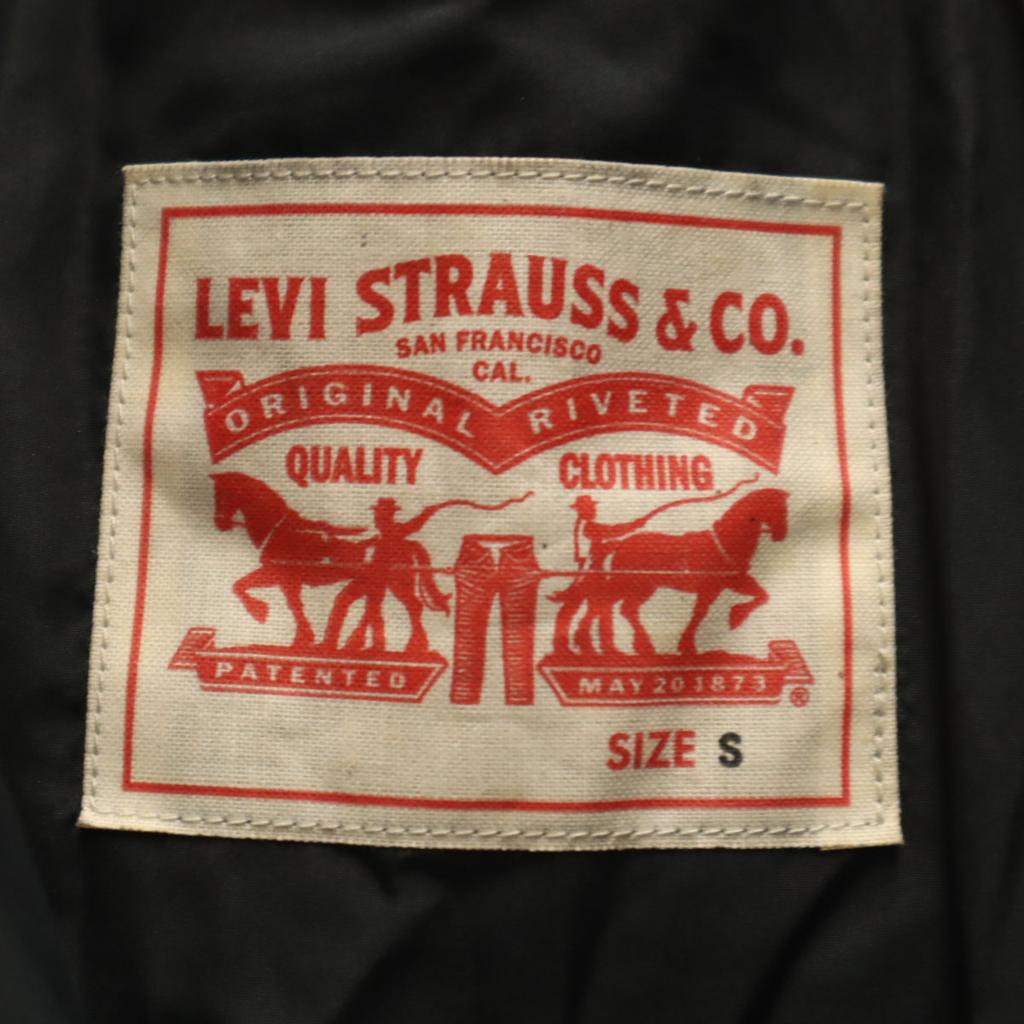 LEVI STRAUSS & CO.
SAN FRANCISCO
CAL.
ORIGINAL RIVETED
QUALITY CLOTHING
PATENTED MAY 20 1873 ®
SIZE S